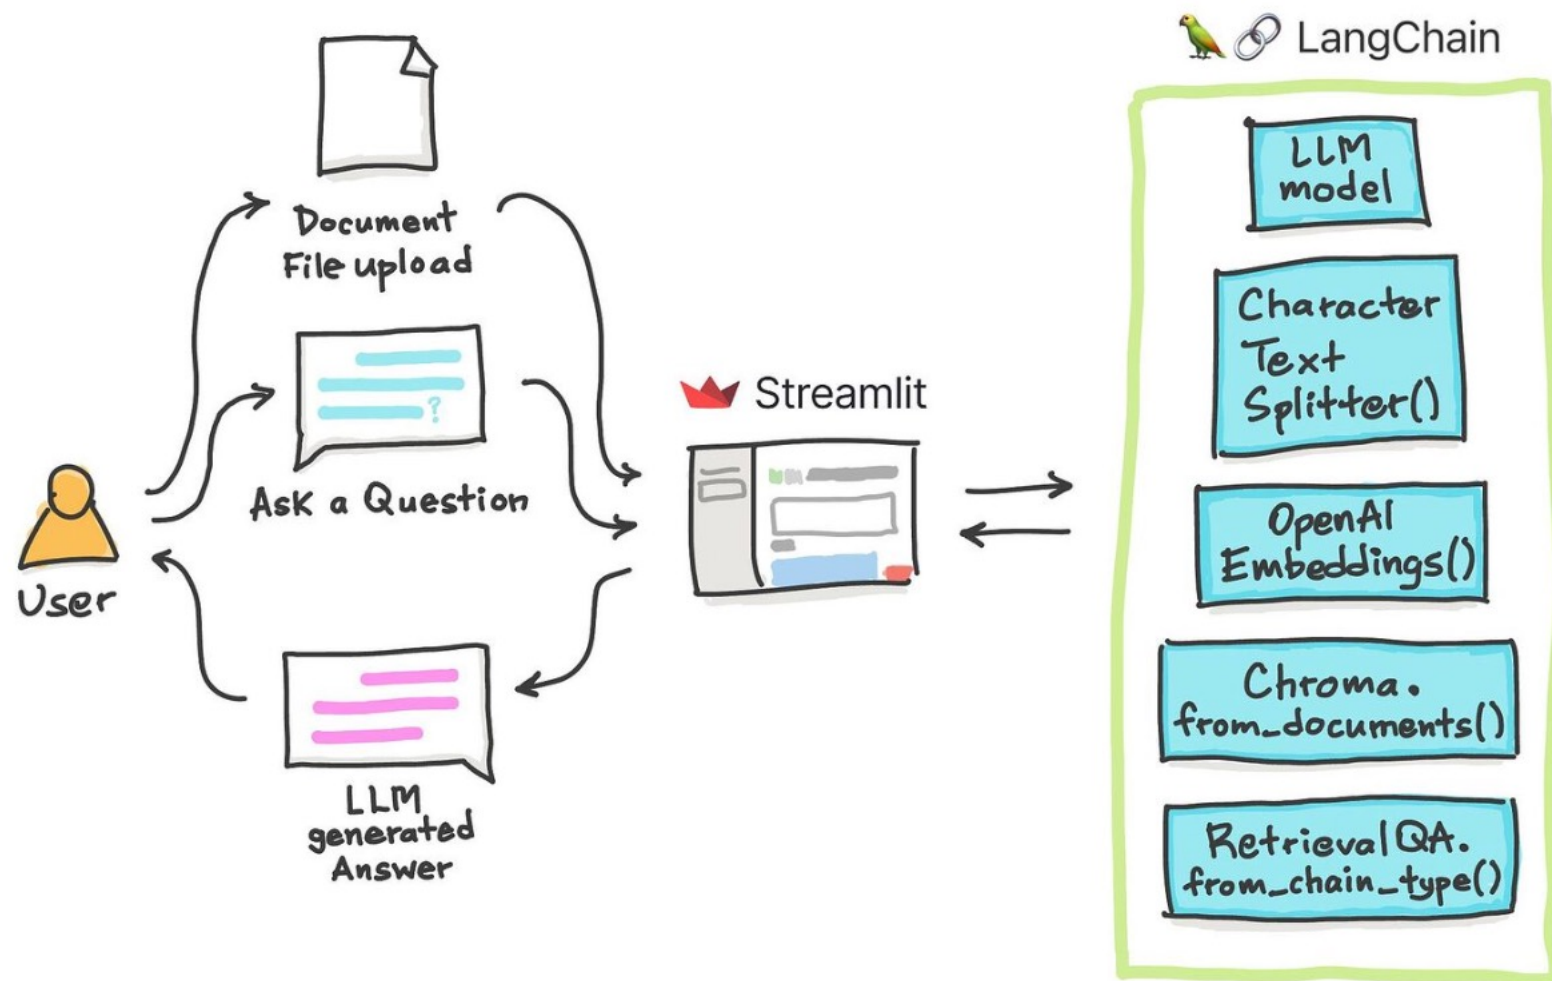 LangChain
LLM
model
Document
File upload
Character
Text
Splitter()
?
Streamlit
Ask a Question
OpenAI
Embeddings()
User
Chroma.
from_documents()
LLM
generated
Answer
RetrievalQA.
from_chain_type()